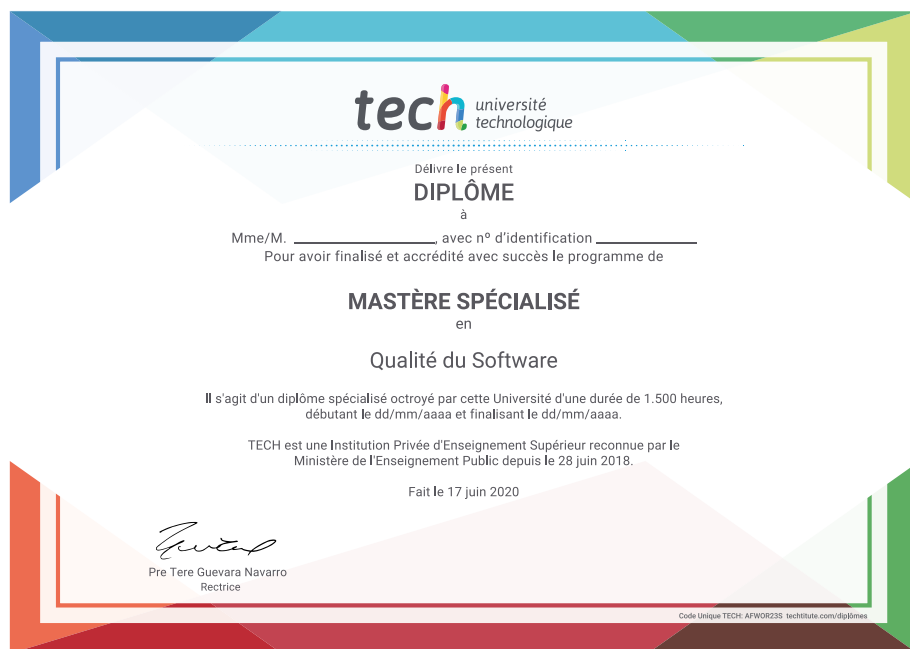 tech université
technologique
Délivre le présent
DIPLÔME
à
Mme/M. ____________________, avec nº d'identification ______________
Pour avoir finalisé et accrédité avec succès le programme de
MASTÈRE SPÉCIALISÉ
en
Qualité du Software
Il s'agit d'un diplôme spécialisé octroyé par cette Université d'une durée de 1.500 heures,
débutant le dd/mm/aaaa et finalisant le dd/mm/aaaa.
TECH est une Institution Privée d'Enseignement Supérieur reconnue par le
Ministère de l'Enseignement Public depuis le 28 juin 2018.
Fait le 17 juin 2020
Pre Tere Guevara Navarro
Rectrice
Code Unique TECH: AFWOR23S techtitute.com/diplômes